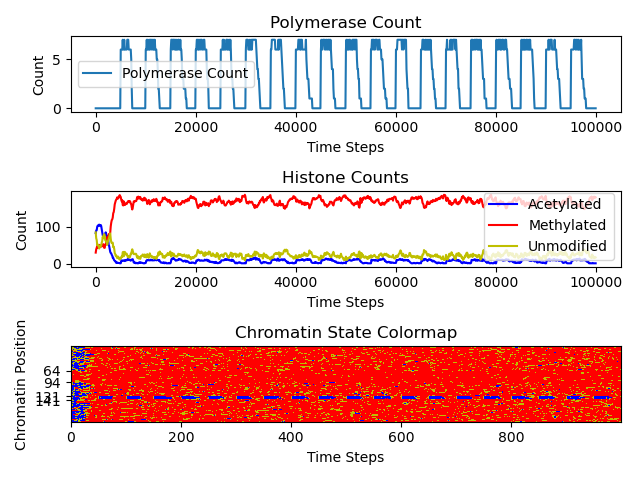 Polymerase Count
Count
5
0
Polymerase Count
0 20000 40000 60000 80000 100000
Time Steps
Histone Counts
Count
100
0
Acetylated
Methylated
Unmodified
0 20000 40000 60000 80000 100000
Time Steps
Chromatin State Colormap
Chromatin Position
64
94
131
141
0 200 400 600 800
Time Steps